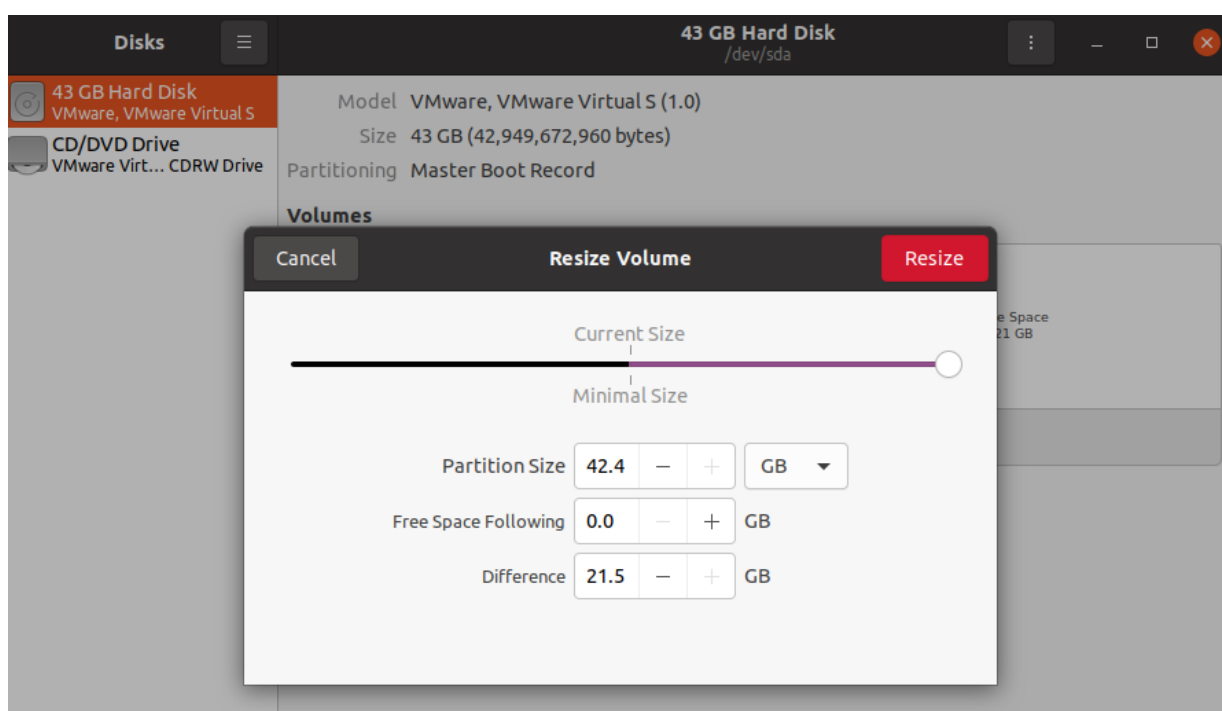 Disks
43 GB Hard Disk
/dev/sda
43 GB Hard Disk
VMware, VMware Virtual S
CD/DVD Drive
VMware Virt... CDRW Drive
Model VMware, VMware Virtual S (1.0)
Size 43 GB (42,949,672,960 bytes)
Partitioning Master Boot Record
Volumes
Cancel Resize Volume Resize
Current Size
Minimal Size
Partition Size 42.4 − + GB
Free Space Following 0.0 − + GB
Difference 21.5 − + GB
e Space
21 GB